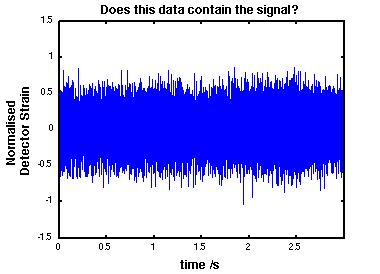 Does this data contain the signal?
1.5
1
0.5
0
-0.5
-1
-1.5
Normalised
Detector Strain
0 0.5 1 1.5 2 2.5
time /s